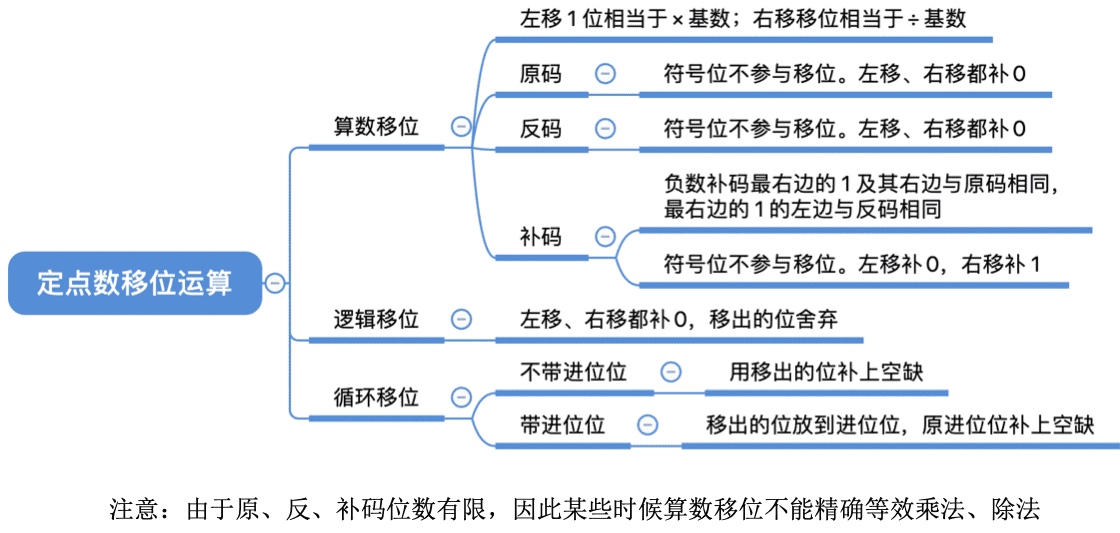 左移1位相当于×基数；右移移位相当于÷基数
原码
符号位不参与移位。左移、右移都补0
算数移位
反码
符号位不参与移位。左移、右移都补0
负数补码最右边的1及其右边与原码相同，
最右边的1的左边与反码相同
补码
符号位不参与移位。左移补0，右移补1
定点数移位运算
逻辑移位
左移、右移都补0，移出的位舍弃
不带进位位
用移出的位补上空缺
循环移位
带进位位
移出的位放到进位位，原进位位补上空缺
注意：由于原、反、补码位数有限，因此某些时候算数移位不能精确等效乘法、除法